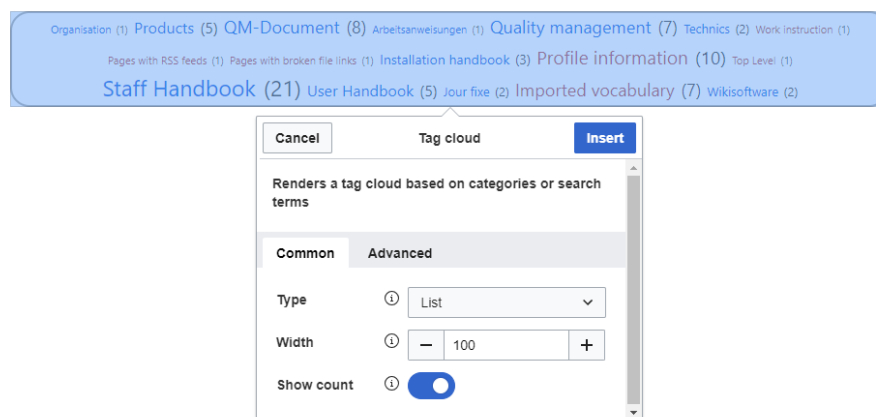 Organisation (1) Products (5) QM-Document (8) Arbeitsanweisungen (1) Quality management (7) Technics (2) Work instruction (1)
Pages with RSS feeds (1) Pages with broken file links (1) Installation handbook (3) Profile information (10) Top Level (1)
Staff Handbook (21) User Handbook (5) Jour fixe (2) Imported vocabulary (7) Wikisoftware (2)
Cancel Tag cloud Insert
Renders a tag cloud based on categories or search
terms
Common Advanced
Type List
Width 100
Show count